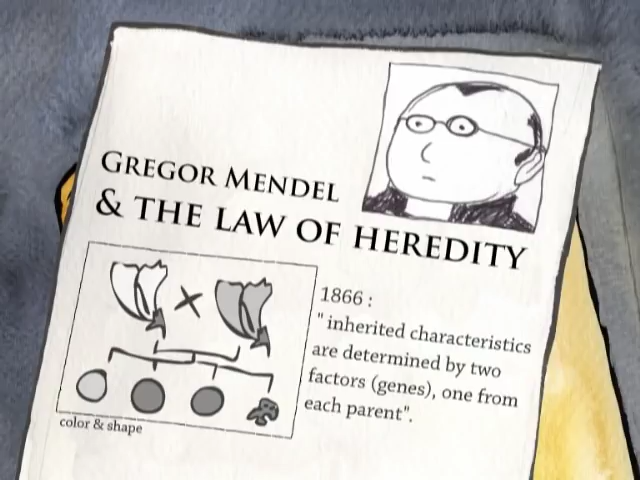 GREGOR MENDEL
& THE LAW OF HEREDITY
1866 :
" inherited characteristics
are determined by two
factors (genes), one from
each parent".
color & shape